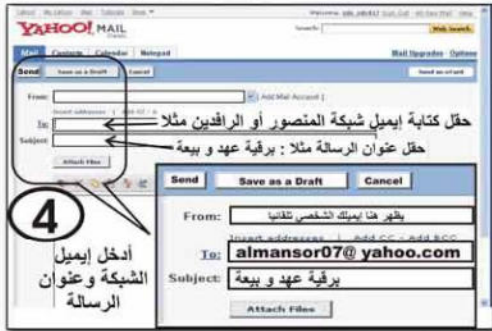 YAHOO! MAIL
Search:
Web Search
Mail Contacts Calendar Notepad
Mail Upgrades Options
Send Save as a Draft Cancel
From:
Insert addresses
To: حقل كتابة إيميل شبكة المنصور أو الرافدين مثلا
Subject: حقل عنوان الرسالة مثلا : برقية عهد و بيعة
Attach Files
4
أدخل إيميل
الشبكة وعنوان
الرسالة
Send Save as a Draft Cancel
From: يظهر هنا إيميلك الشخصي تلقائيا
Insert addresses | Add CC - Add BCC
To: almansor07@yahoo.com
Subject: برقية عهد و بيعة
Attach Files